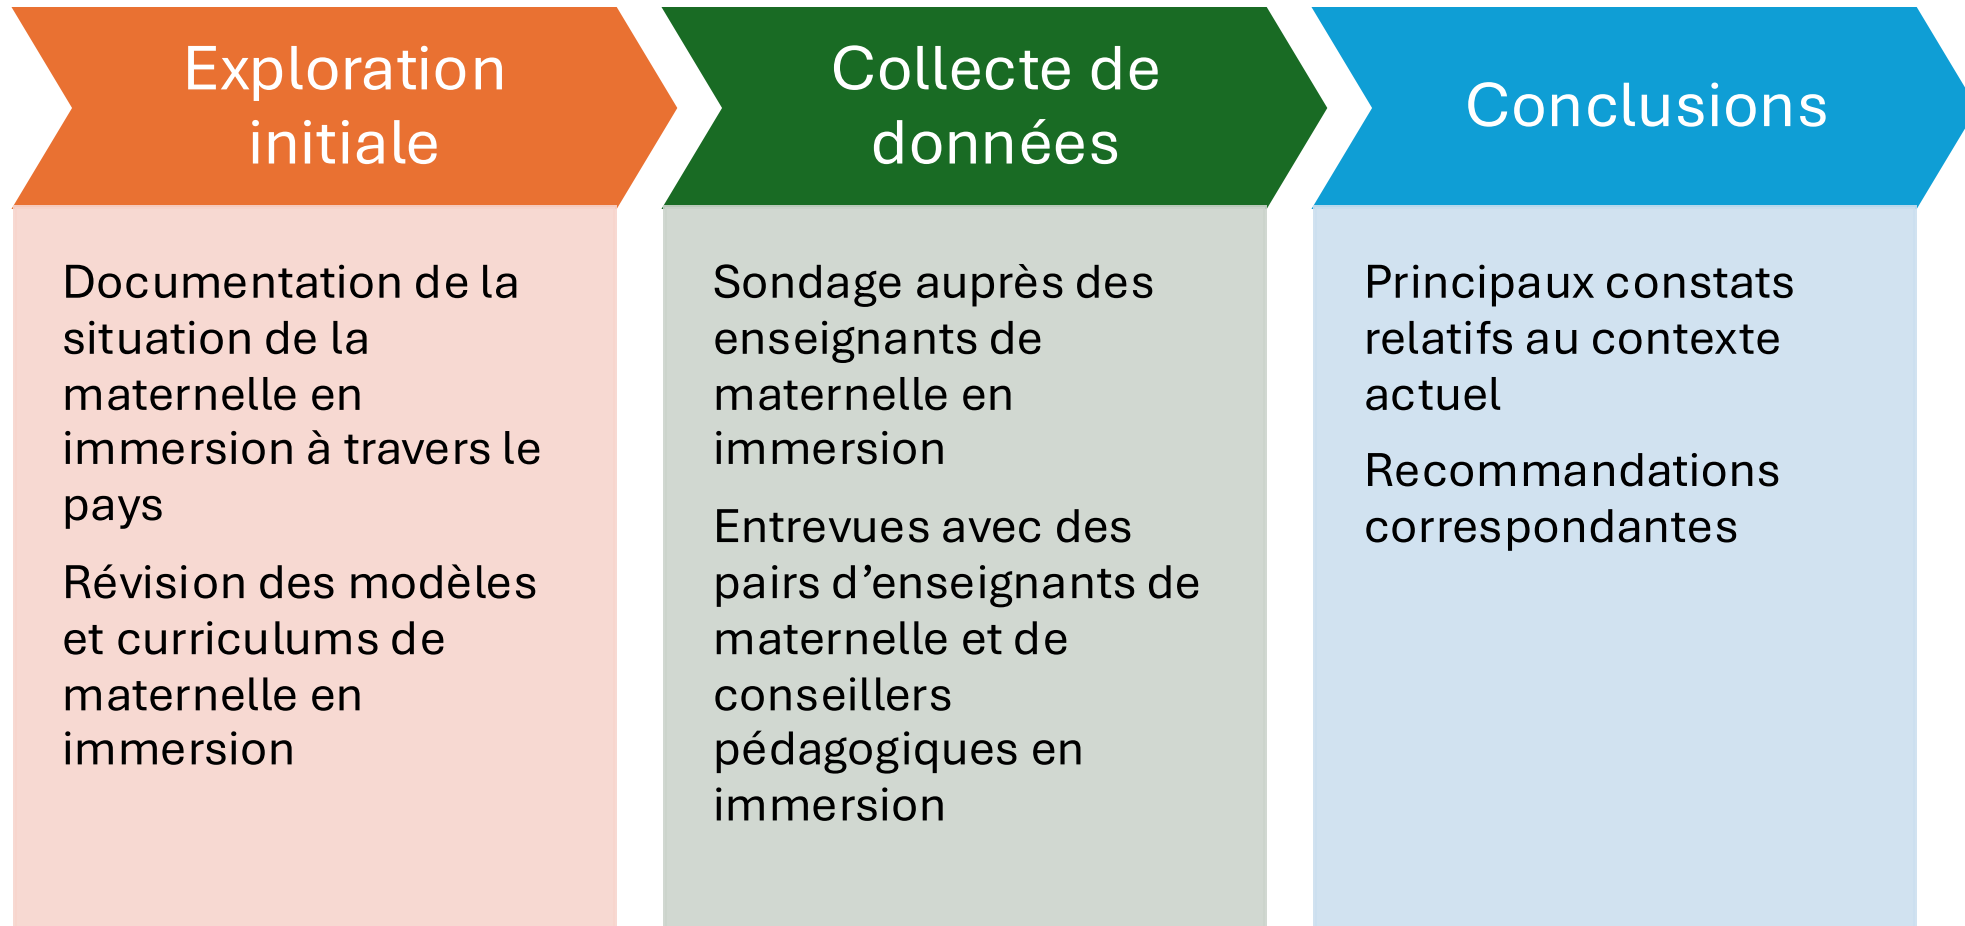 Exploration
initiale
Documentation de la
situation de la
maternelle en
immersion à travers le
pays
Révision des modèles
et curriculums de
maternelle en
immersion
Collecte de
données
Sondage auprès des
enseignants de
maternelle en
immersion
Entrevues avec des
pairs d’enseignants de
maternelle et de
conseillers
pédagogiques en
immersion
Conclusions
Principaux constats
relatifs au contexte
actuel
Recommandations
correspondantes